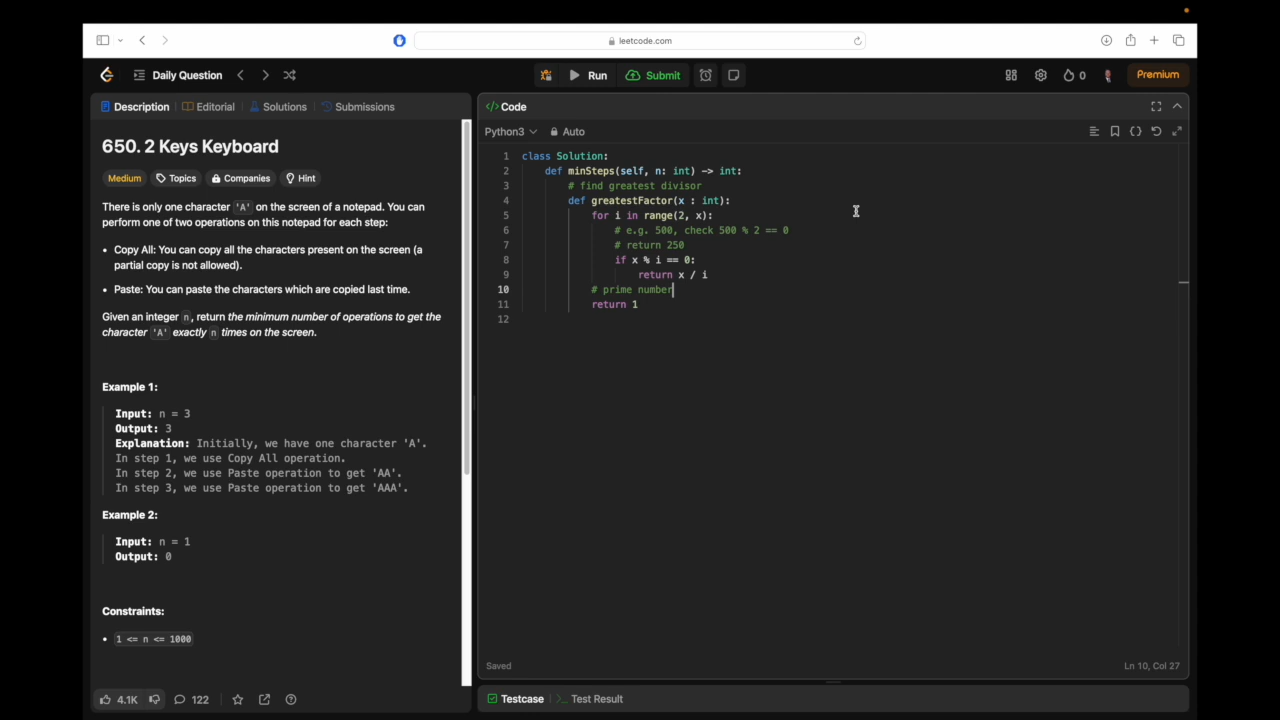 leetcode.com
Daily Question
Run
Submit
0
Premium
Description
Editorial
Solutions
Submissions
</>Code
650. 2 Keys Keyboard
Python3
Auto
Medium
Topics
Companies
Hint
There is only one character 'A' on the screen of a notepad. You can
perform one of two operations on this notepad for each step:
• Copy All: You can copy all the characters present on the screen (a
partial copy is not allowed).
• Paste: You can paste the characters which are copied last time.
Given an integer n, return the minimum number of operations to get the
character 'A' exactly n times on the screen.
Example 1:
Input: n = 3
Output: 3
Explanation: Initially, we have one character 'A'.
In step 1, we use Copy All operation.
In step 2, we use Paste operation to get 'AA'.
In step 3, we use Paste operation to get 'AAA'.
Example 2:
Input: n = 1
Output: 0
Constraints:
• 1 <= n <= 1000
4.1K
122
1 class Solution:
2 def minSteps(self, n: int) -> int:
3 # find greatest divisor
4 def greatestFactor(x : int):
5 for i in range(2, x):
6 # e.g. 500, check 500 % 2 == 0
7 # return 250
8 if x % i == 0:
9 return x / i
10 # prime number
11 return 1
12
Saved
Ln 10, Col 27
Testcase
Test Result